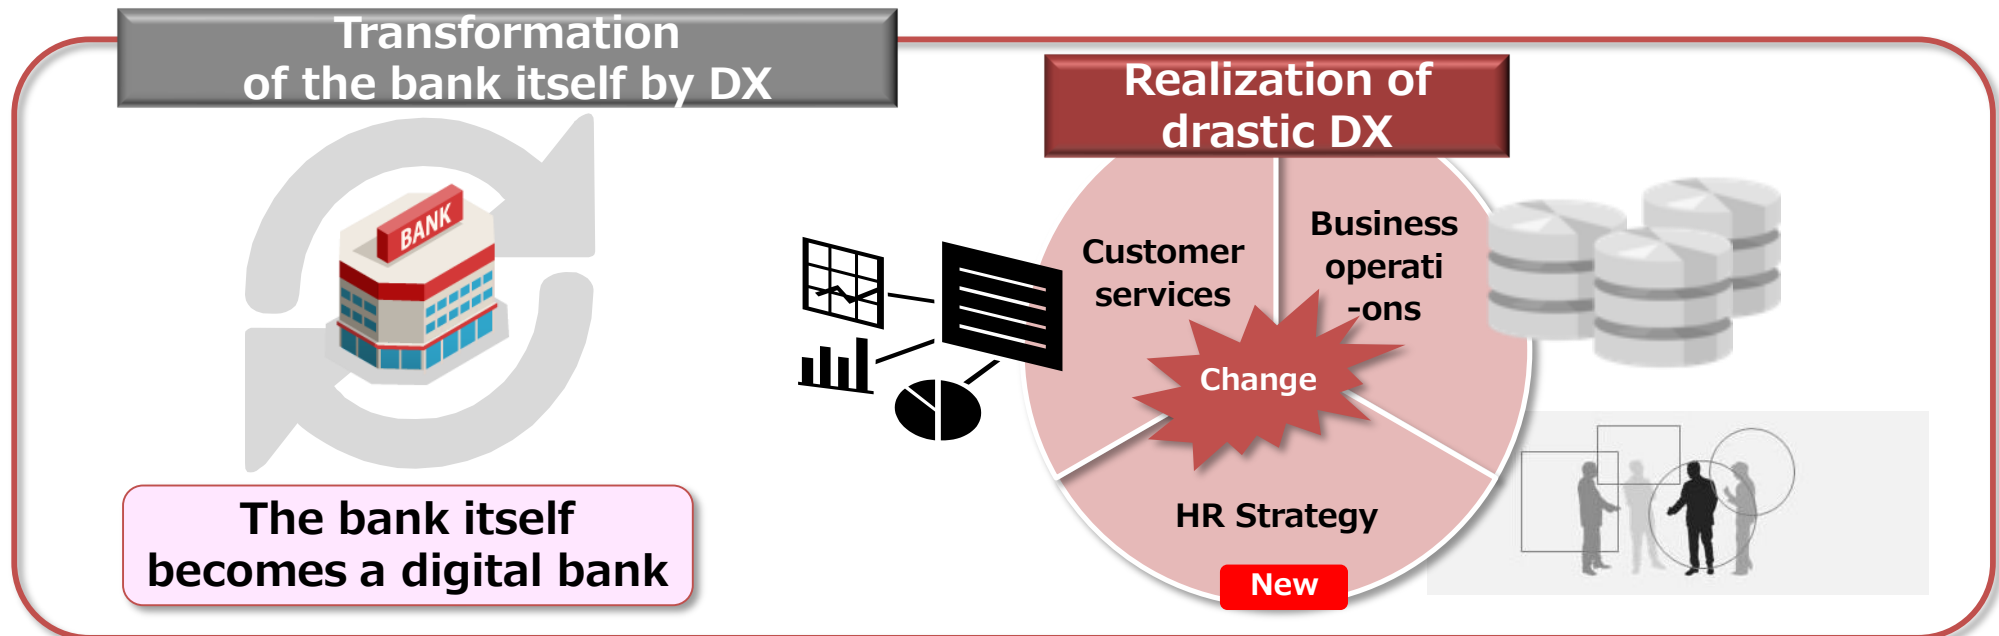 Transformation
of the bank itself by DX
BANK
The bank itself
becomes a digital bank
Realization of
drastic DX
Customer
services
Business
operati
-ons
Change
HR Strategy
New